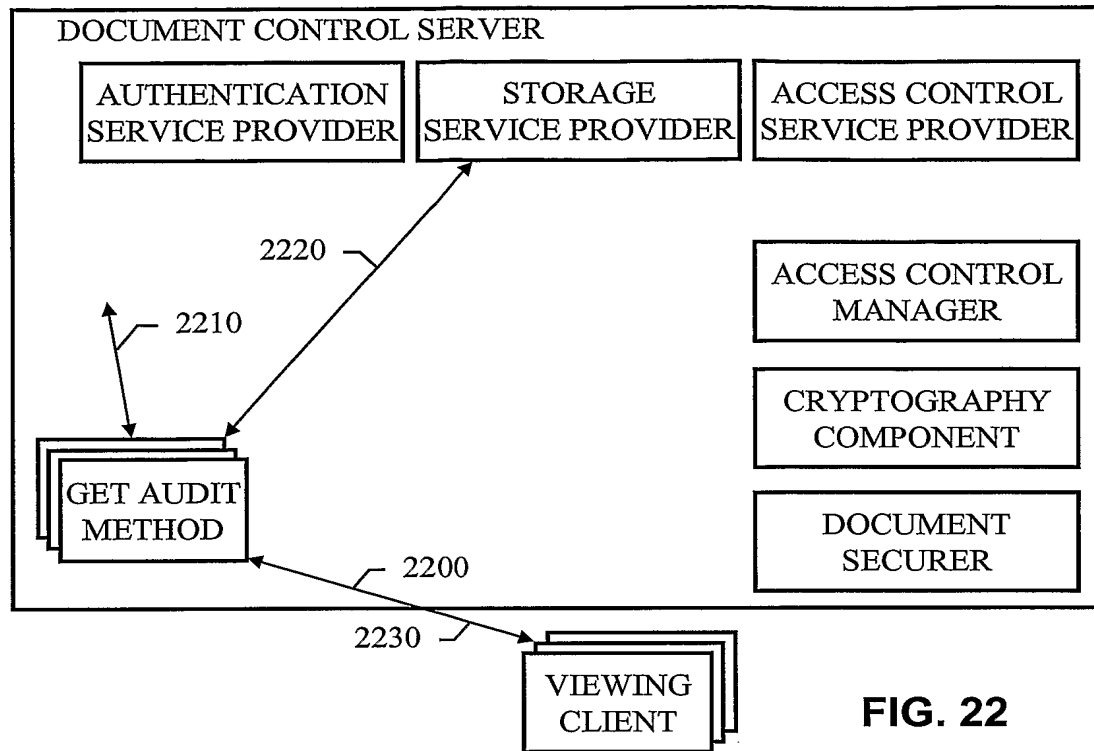 DOCUMENT CONTROL SERVER
AUTHENTICATION
SERVICE PROVIDER
STORAGE
SERVICE PROVIDER
ACCESS CONTROL
SERVICE PROVIDER
2220
2210
ACCESS CONTROL
MANAGER
CRYPTOGRAPHY
COMPONENT
GET AUDIT
METHOD
DOCUMENT
SECURER
2200
2230
VIEWING
CLIENT
FIG. 22